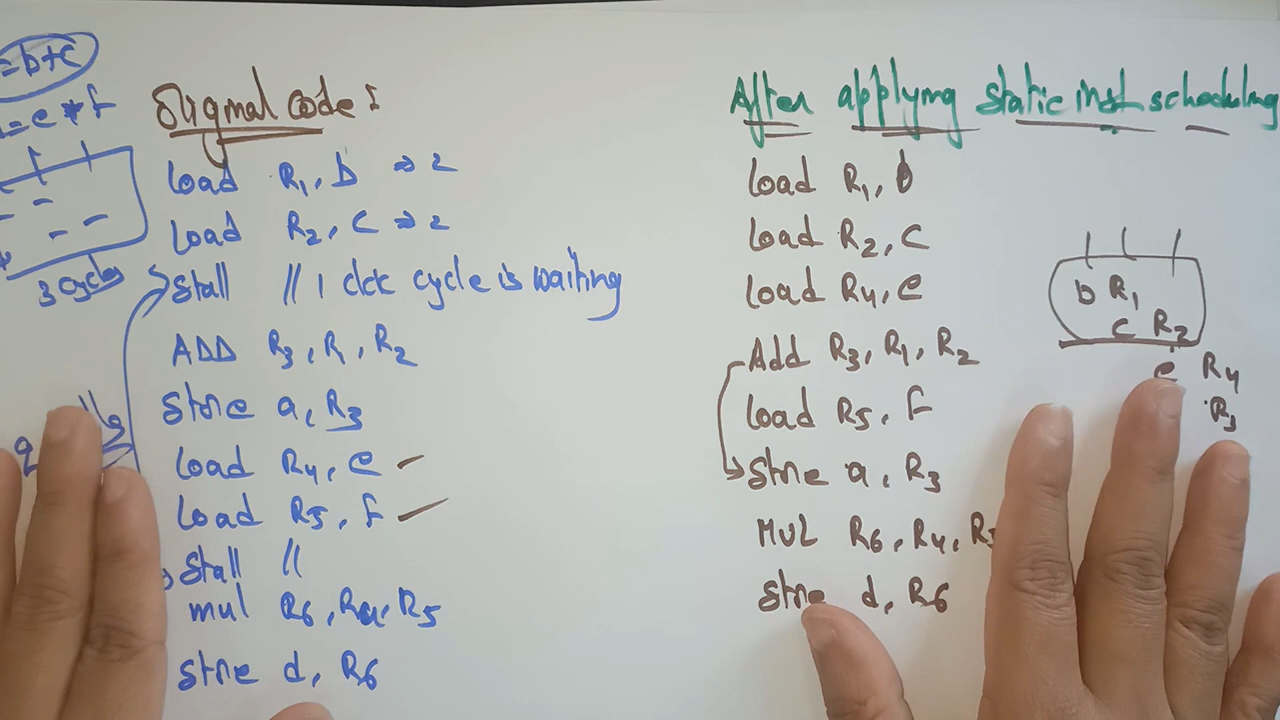 =b+c
=e*f
3 cycles
Original code :
load R1, b ⇒ 2
load R2, c ⇒ 2
Stall // 1 clck cycle is waiting
ADD R3, R1, R2
Store a, R3
load R4, e –
load R5, f –
Stall //
mul R6, R4, R5
store d, R6
After applying static inst scheduling
load R1, b
load R2, c
load R4, e
Add R3, R1, R2
load R5, f
store a, R3
MUL R6, R4,
store d, R6
b R1
c R2
e R4